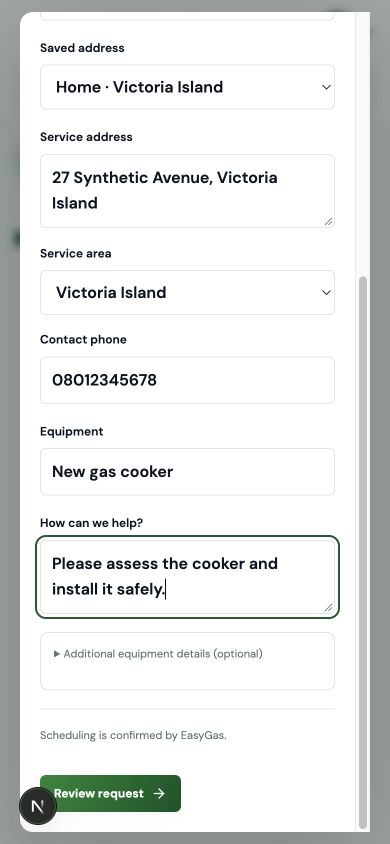 Saved address
Home · Victoria Island
Service address
27 Synthetic Avenue, Victoria
Island
Service area
Victoria Island
Contact phone
08012345678
Equipment
New gas cooker
How can we help?
Please assess the cooker and
install it safely.
▶ Additional equipment details (optional)
Scheduling is confirmed by EasyGas.
Review request →
N